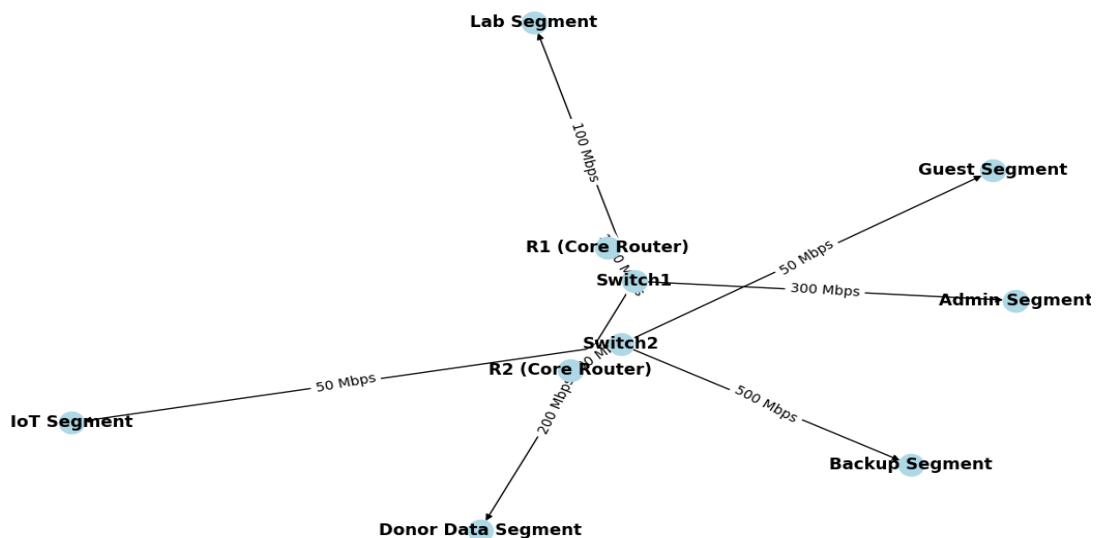 Lab Segment
100 Mbps
Guest Segment
R1 (Core Router)
50 Mbps
Switch1
300 Mbps
Admin Segment
Switch2
R2 (Core Router)
50 Mbps
200 Mbps
500 Mbps
IoT Segment
Backup Segment
Donor Data Segment